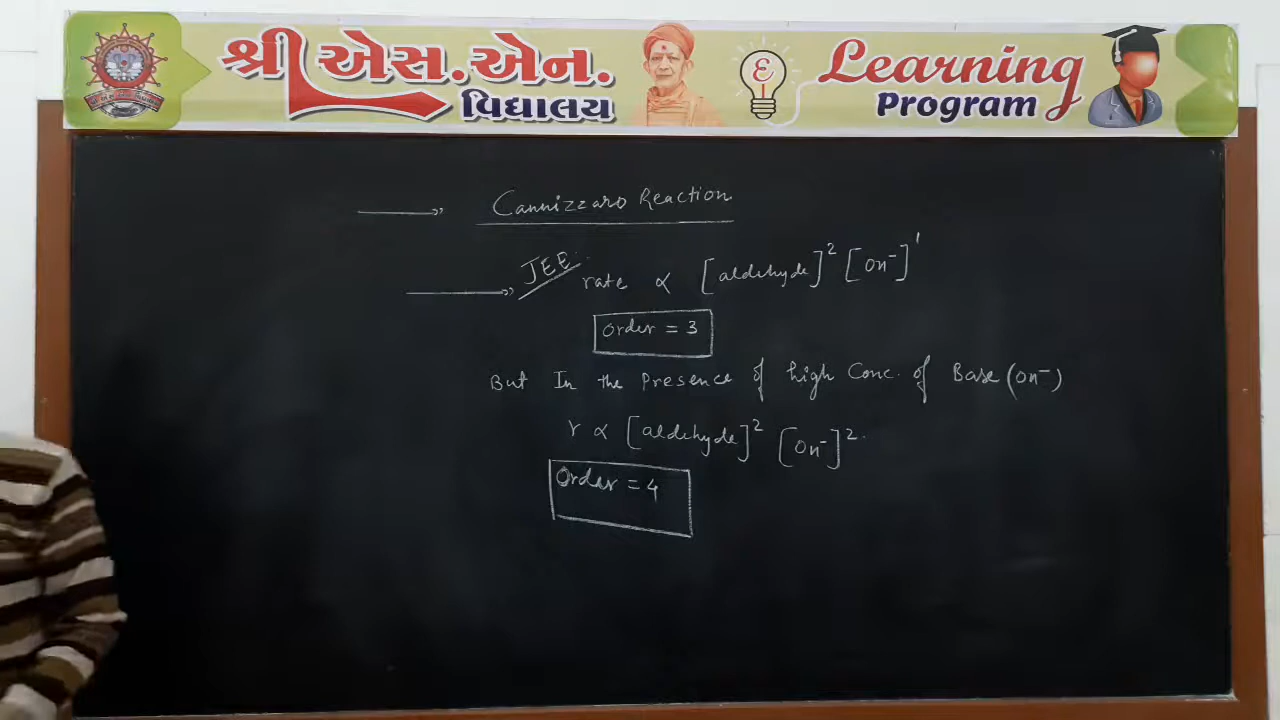 શ્રી એસ.એન.
વિદ્યાલય
ε
Learning
Program
Cannizzaro Reaction
JEE
rate ∝ [aldehyde]² [OH⁻]¹
Order = 3
But In the Presence of high Conc. of Base (OH⁻)
r ∝ [aldehyde]² [OH⁻]².
Order = 4